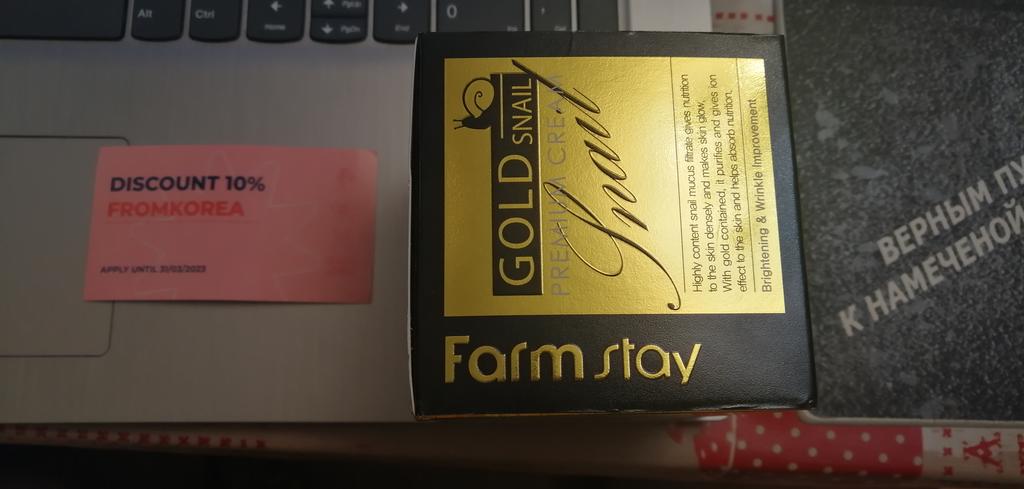 Alt
Ctrl
Home
PgUp
PgDn
End
0
DISCOUNT 10%
FROMKOREA
APPLY UNTIL 31/03/2023
GOLD SNAIL
PREMIUM CREAM
Snail
Highly content snail mucus filtrate gives nutrition
to the skin densely and makes skin glow.
With gold contained, it purifies and gives ion
effect to the skin and helps absorb nutrition.
Brightening & Wrinkle Improvement
Farm stay
ВЕРНЫМ
К НАМЕЧЕНОЙ